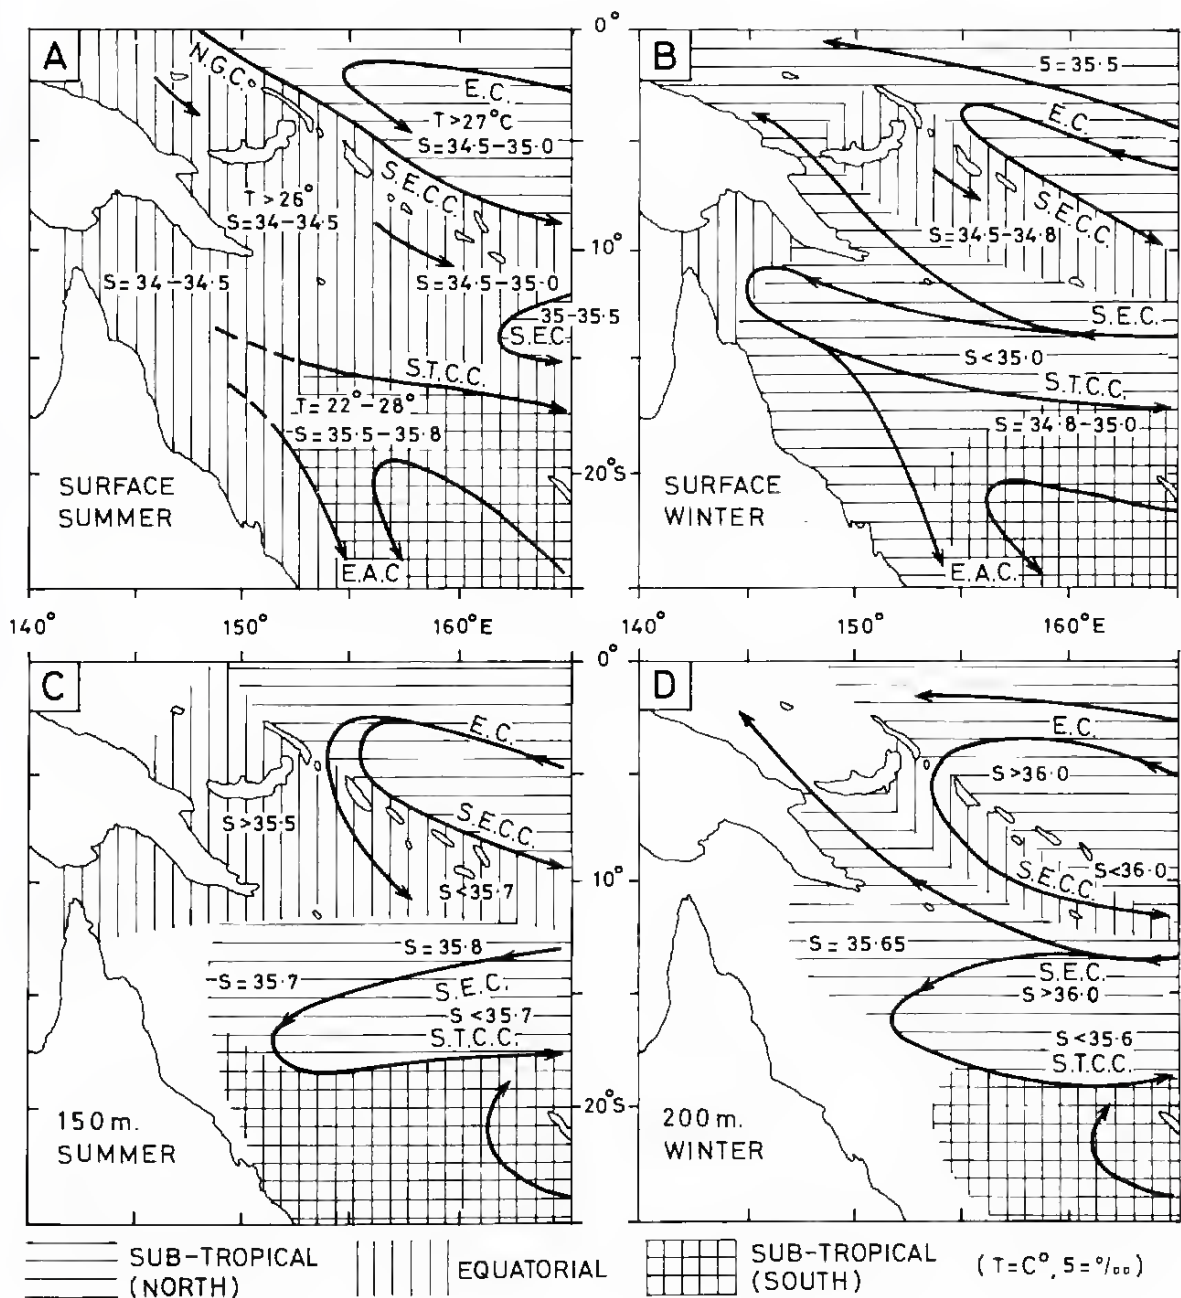 A
N.G.C.
E.C.
T>27°C
S=34·5-35·0
S.E.C.C.
T>26°
S=34-34·5
S=34-34·5
S=34·5-35·0
35-35·5
S.E.C.
S.T.C.C.
T=22°-28°
S=35·5-35·8
SURFACE
SUMMER
E.A.C.
0°
10°
20°S
B
S=35·5
E.C.
S.E.C.C.
S=34·5-34·8
S.E.C.
S<35·0
S.T.C.C.
S=34·8-35·0
SURFACE
WINTER
E.A.C.
140° 150° 160°E 140° 150° 160°E
C
E.C.
S>35·5
S.E.C.C.
S<35·7
S=35·8
S=35·7
S.E.C.
S<35·7
S.T.C.C.
150m.
SUMMER
0°
10°
20°S
D
E.C.
S>36·0
S<36·0
S.E.C.C.
S=35·65
S.E.C.
S>36·0
S<35·6
S.T.C.C.
200m.
WINTER
SUB-TROPICAL
(NORTH)
EQUATORIAL
SUB-TROPICAL
(SOUTH)
(T=C°, S=°/oo)